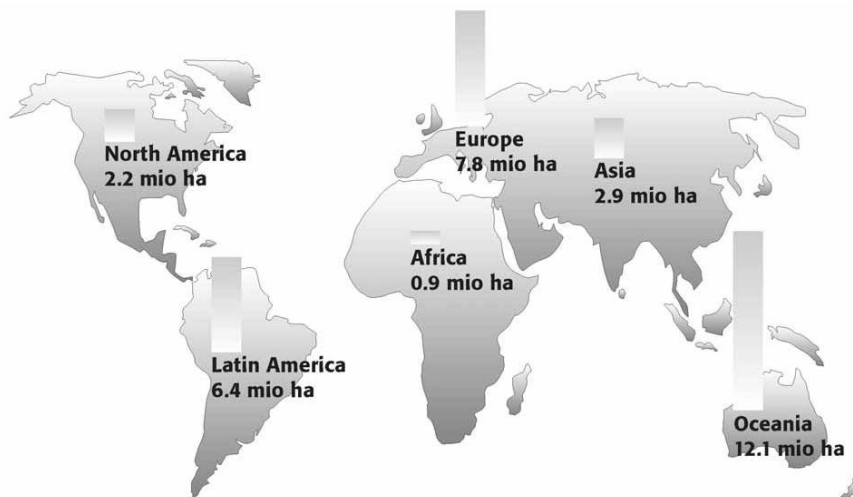 North America
2.2 mio ha
Europe
7.8 mio ha
Asia
2.9 mio ha
Africa
0.9 mio ha
Latin America
6.4 mio ha
Oceania
12.1 mio ha